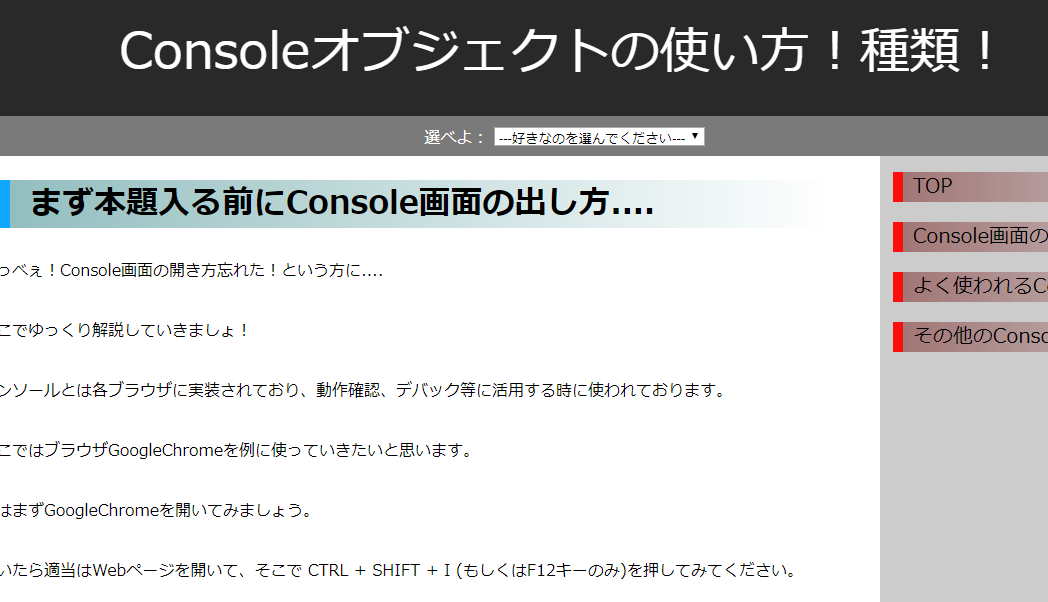 Consoleオブジェクトの使い方！種類！
選べよ： ---好きなのを選んでください---
まず本題入る前にConsole画面の出し方....
っべぇ！Console画面の開き方忘れた！という方に....
こでゆっくり解説していきましょ！
ンソールとは各ブラウザに実装されており、動作確認、デバック等に活用する時に使われております。
こではブラウザGoogleChromeを例に使っていきたいと思います。
はまずGoogleChromeを開いてみましょう。
いたら適当はWebページを開いて、そこで CTRL + SHIFT + I (もしくはF12キーのみ)を押してみてください。
TOP
Console画面の
よく使われるCo
その他のConso